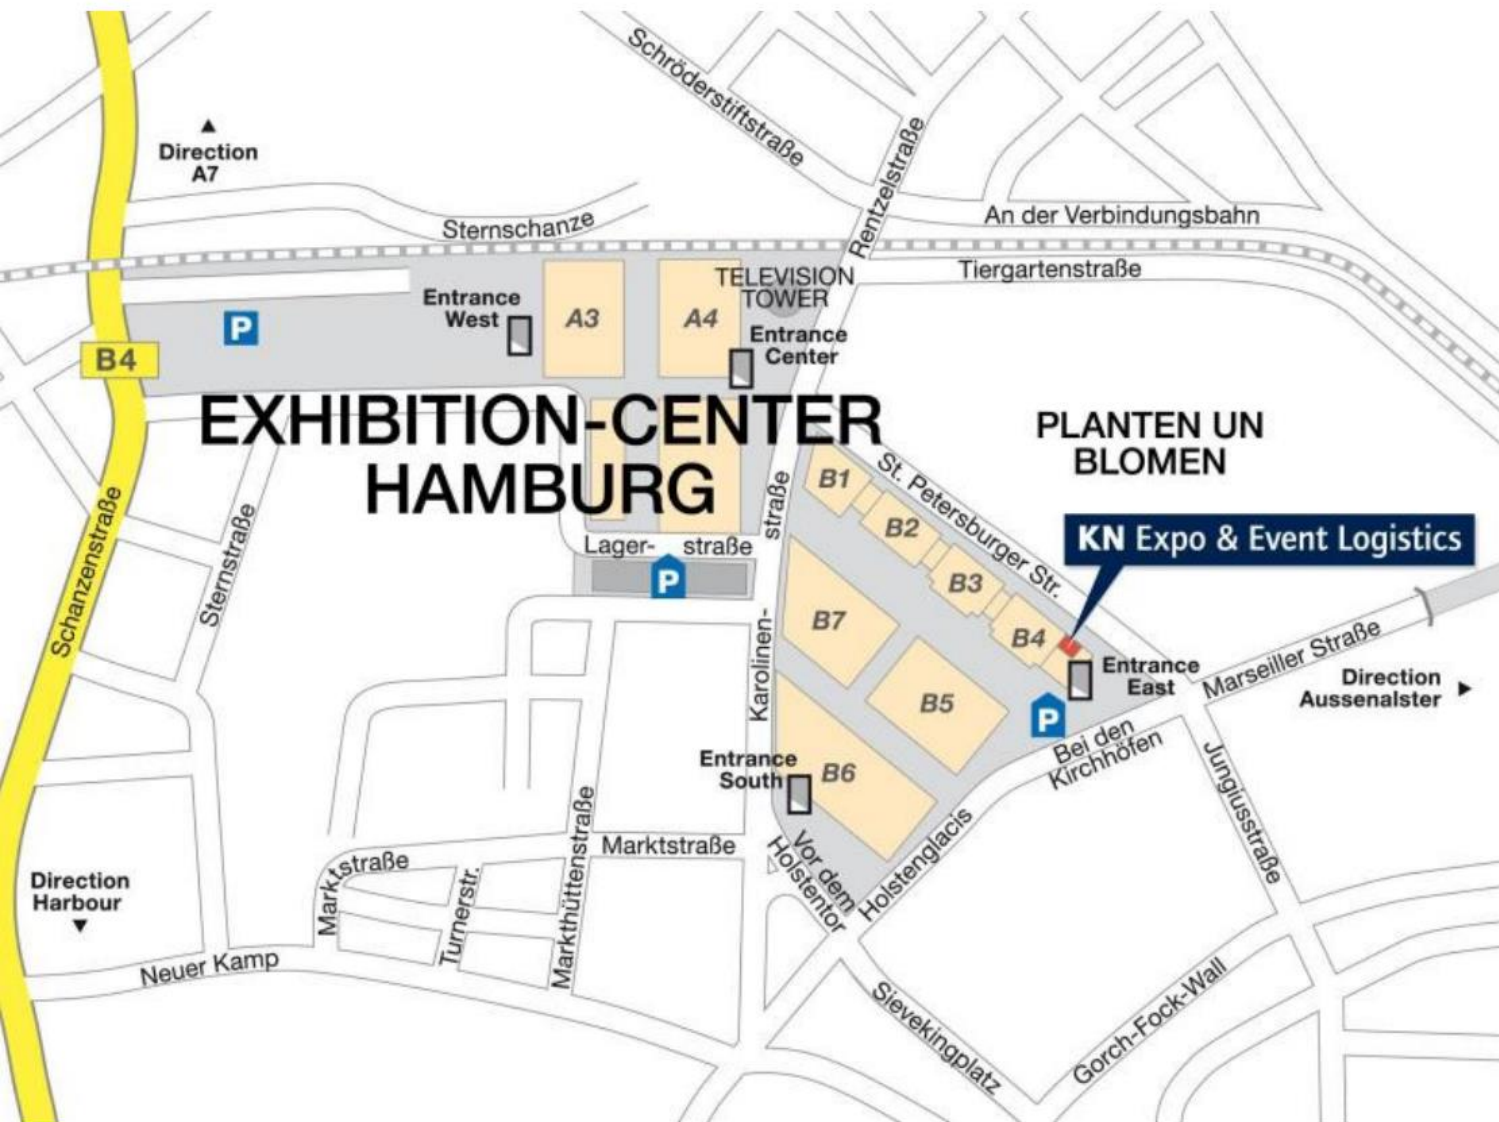 Schröderstiftstraße
Direction
A7
Rentzelstraße
Sternschanze
An der Verbindungsbahn
Tiergartenstraße
TELEVISION
TOWER
Entrance
West
A3
A4
P
Entrance
Center
B4
EXHIBITION-CENTER
HAMBURG
PLANTEN UN
BLOMEN
B1
St. Petersburger Str.
B2
KN Expo & Event Logistics
Schanzenstraße
Sternstraße
Lager- straße
P
Karolinen- straße
B3
B7
B4
Entrance
East
Marseiller Straße
Direction
Aussenalster
B5
P
Bei den
Kirchhöfen
Entrance
South
B6
Jungiusstraße
Marktstraße
Marktstraße
Markthüttenstraße
Turnerstr.
Vor dem
Holstentor
Holstenglacis
Direction
Harbour
Neuer Kamp
Sievekingplatz
Gorch-Fock-Wall